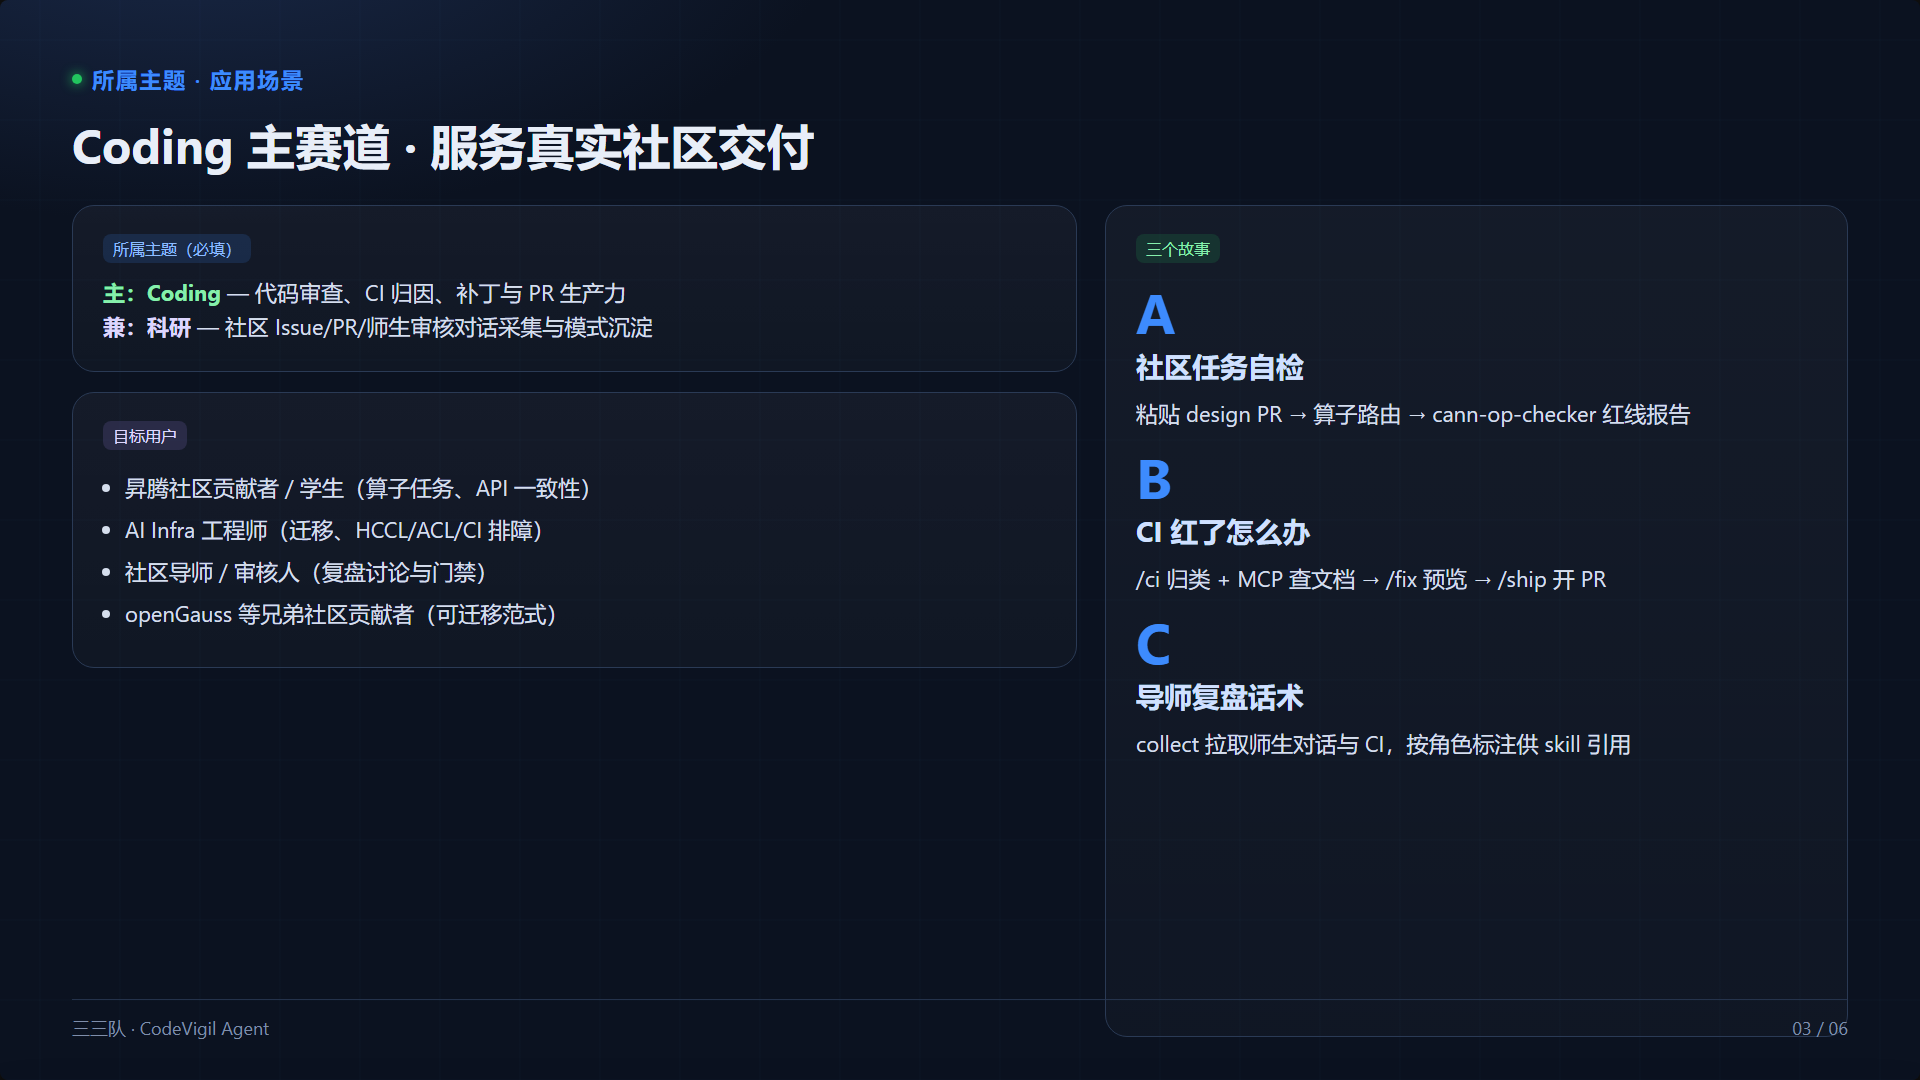 所属主题 · 应用场景
Coding 主赛道 · 服务真实社区交付
所属主题（必填）
主：Coding — 代码审查、CI 归因、补丁与 PR 生产力
兼：科研 — 社区 Issue/PR/师生审核对话采集与模式沉淀
目标用户
昇腾社区贡献者 / 学生（算子任务、API 一致性）
AI Infra 工程师（迁移、HCCL/ACL/CI 排障）
社区导师 / 审核人（复盘讨论与门禁）
openGauss 等兄弟社区贡献者（可迁移范式）
三个故事
A
社区任务自检
粘贴 design PR → 算子路由 → cann-op-checker 红线报告
B
CI 红了怎么办
/ci 归类 + MCP 查文档 → /fix 预览 → /ship 开 PR
C
导师复盘话术
collect 拉取师生对话与 CI，按角色标注供 skill 引用
三三队 · CodeVigil Agent
03 / 06